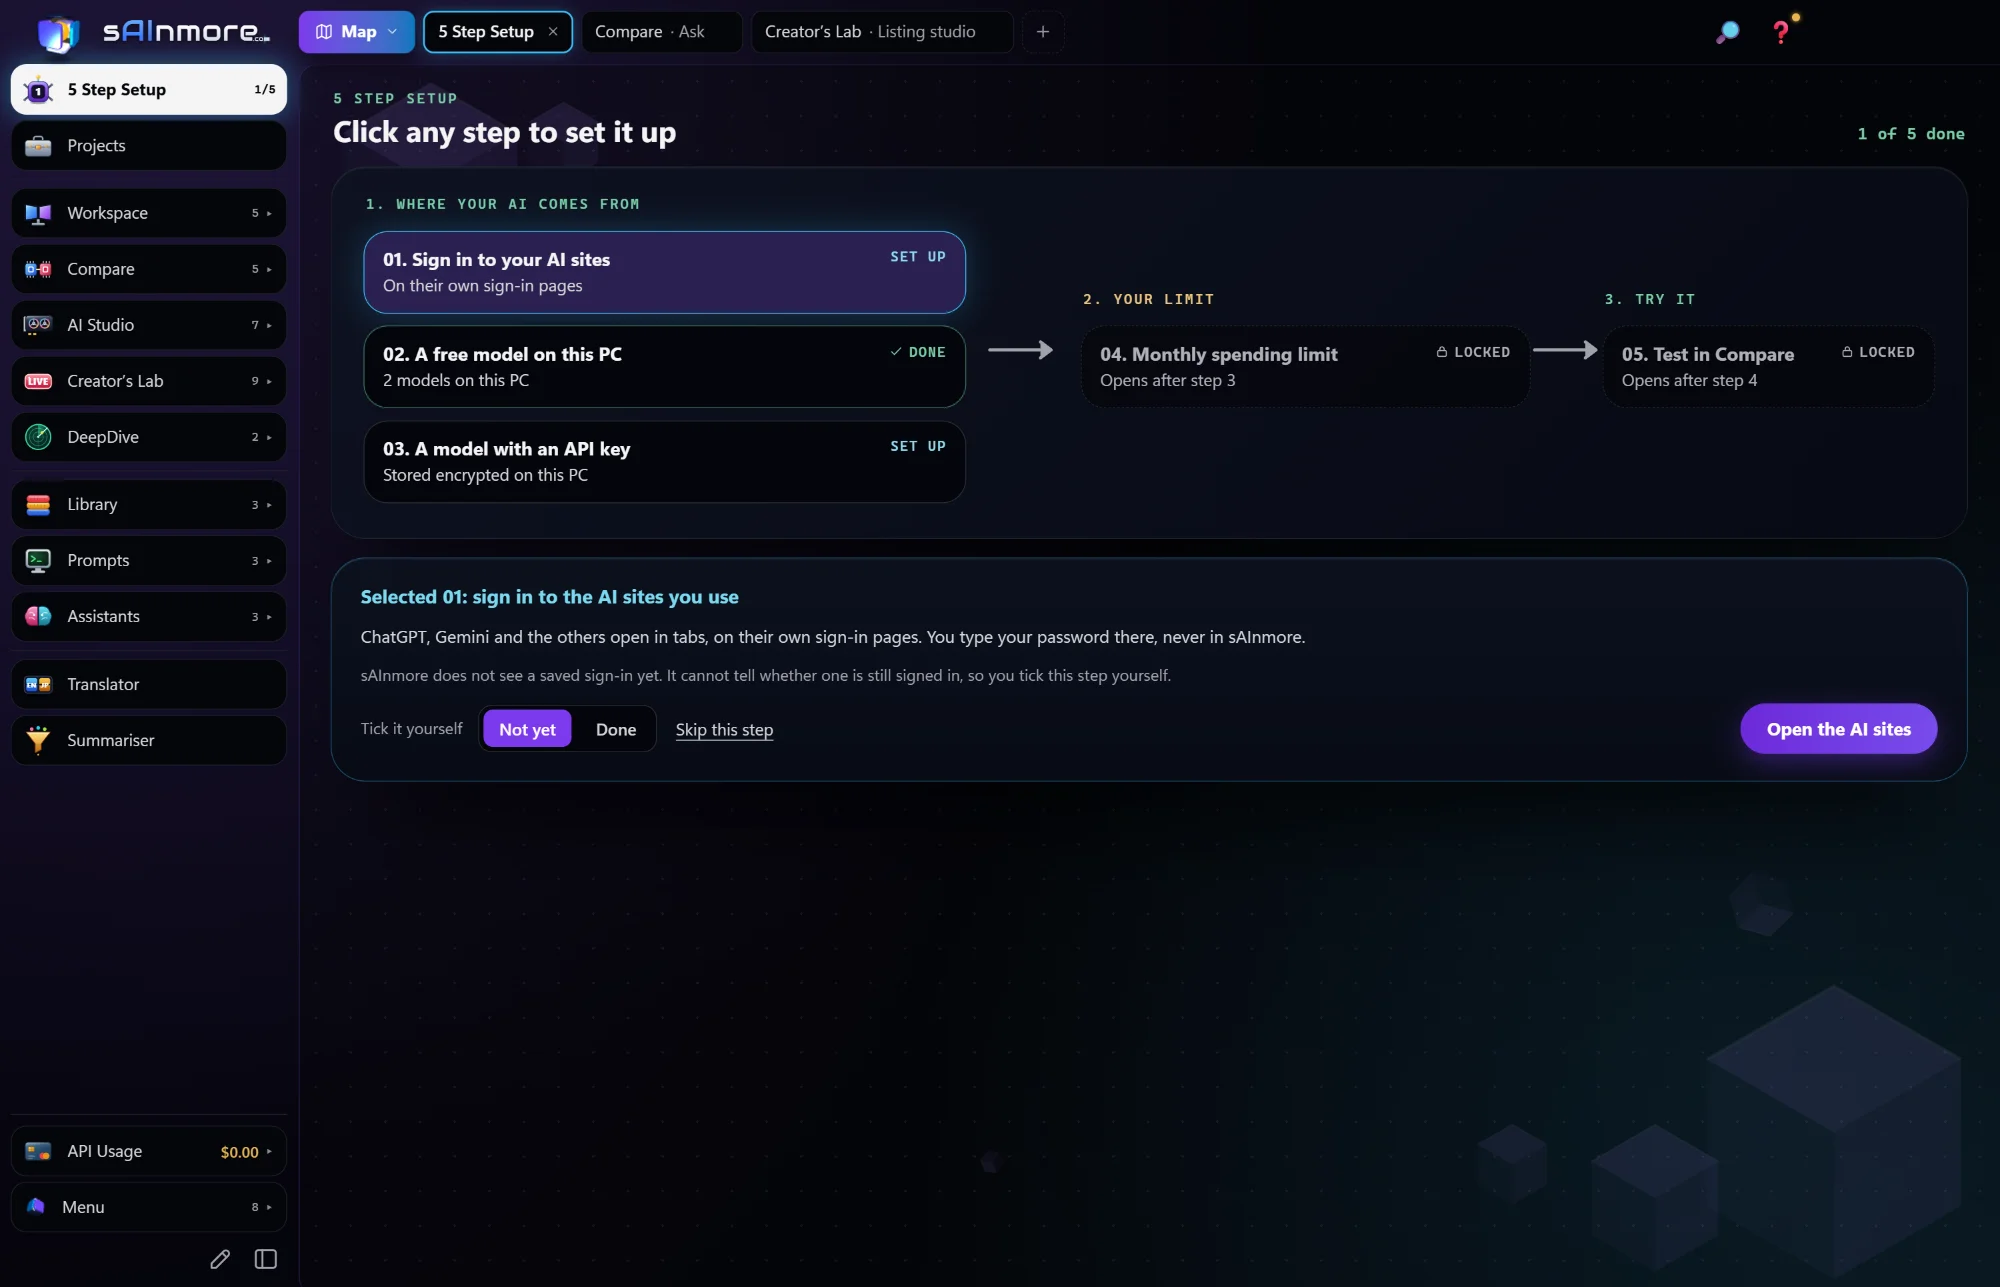 sAInmore.com
Map
5 Step Setup
Compare · Ask
Creator's Lab · Listing studio
5 Step Setup 1/5
Projects
Workspace 5
Compare 5
AI Studio 7
LIVE Creator's Lab 9
DeepDive 2
Library 3
Prompts 3
Assistants 3
Translator
Summariser
API Usage $0.00
Menu 8
5 STEP SETUP
Click any step to set it up
1 of 5 done
1. WHERE YOUR AI COMES FROM
01. Sign in to your AI sites SET UP
On their own sign-in pages
02. A free model on this PC ✓ DONE
2 models on this PC
03. A model with an API key SET UP
Stored encrypted on this PC
2. YOUR LIMIT
04. Monthly spending limit LOCKED
Opens after step 3
3. TRY IT
05. Test in Compare LOCKED
Opens after step 4
Selected 01: sign in to the AI sites you use
ChatGPT, Gemini and the others open in tabs, on their own sign-in pages. You type your password there, never in sAInmore.
sAInmore does not see a saved sign-in yet. It cannot tell whether one is still signed in, so you tick this step yourself.
Tick it yourself Not yet Done Skip this step
Open the AI sites